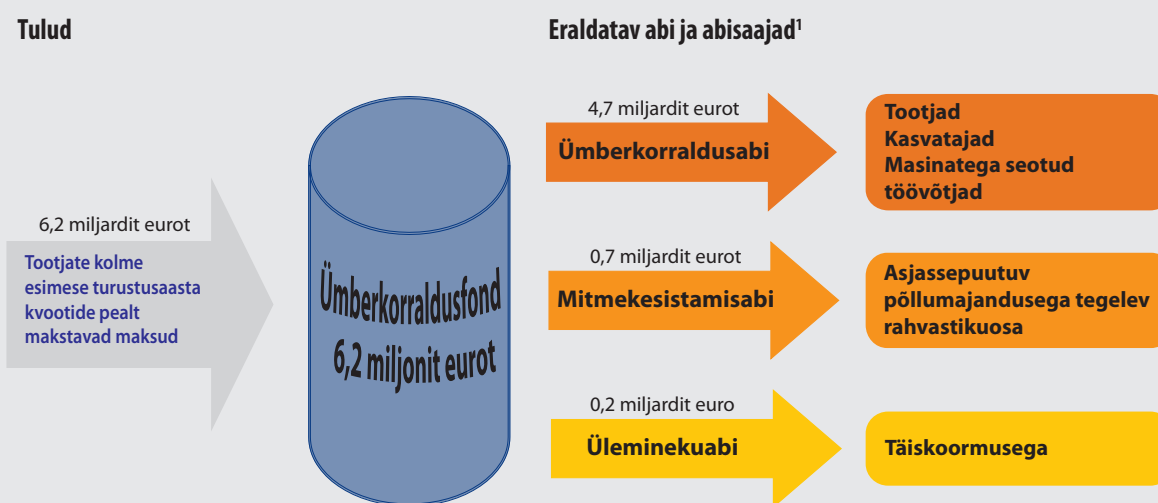 Tulud
Eraldatav abi ja abisaajad¹
6,2 miljardit eurot
Tootjate kolme
esimese turustusaasta
kvootide pealt
makstavad maksud
Ümberkorraldusfond
6,2 miljonit eurot
4,7 miljardit eurot
Ümberkorraldusabi
Tootjad
Kasvatajad
Masinatega seotud
töövõtjad
0,7 miljardit eurot
Mitmekesistamisabi
Asjassepuutuv
põllumajandusega tegelev
rahvastikuosa
0,2 miljardit euro
Üleminekuabi
Täiskoormusega